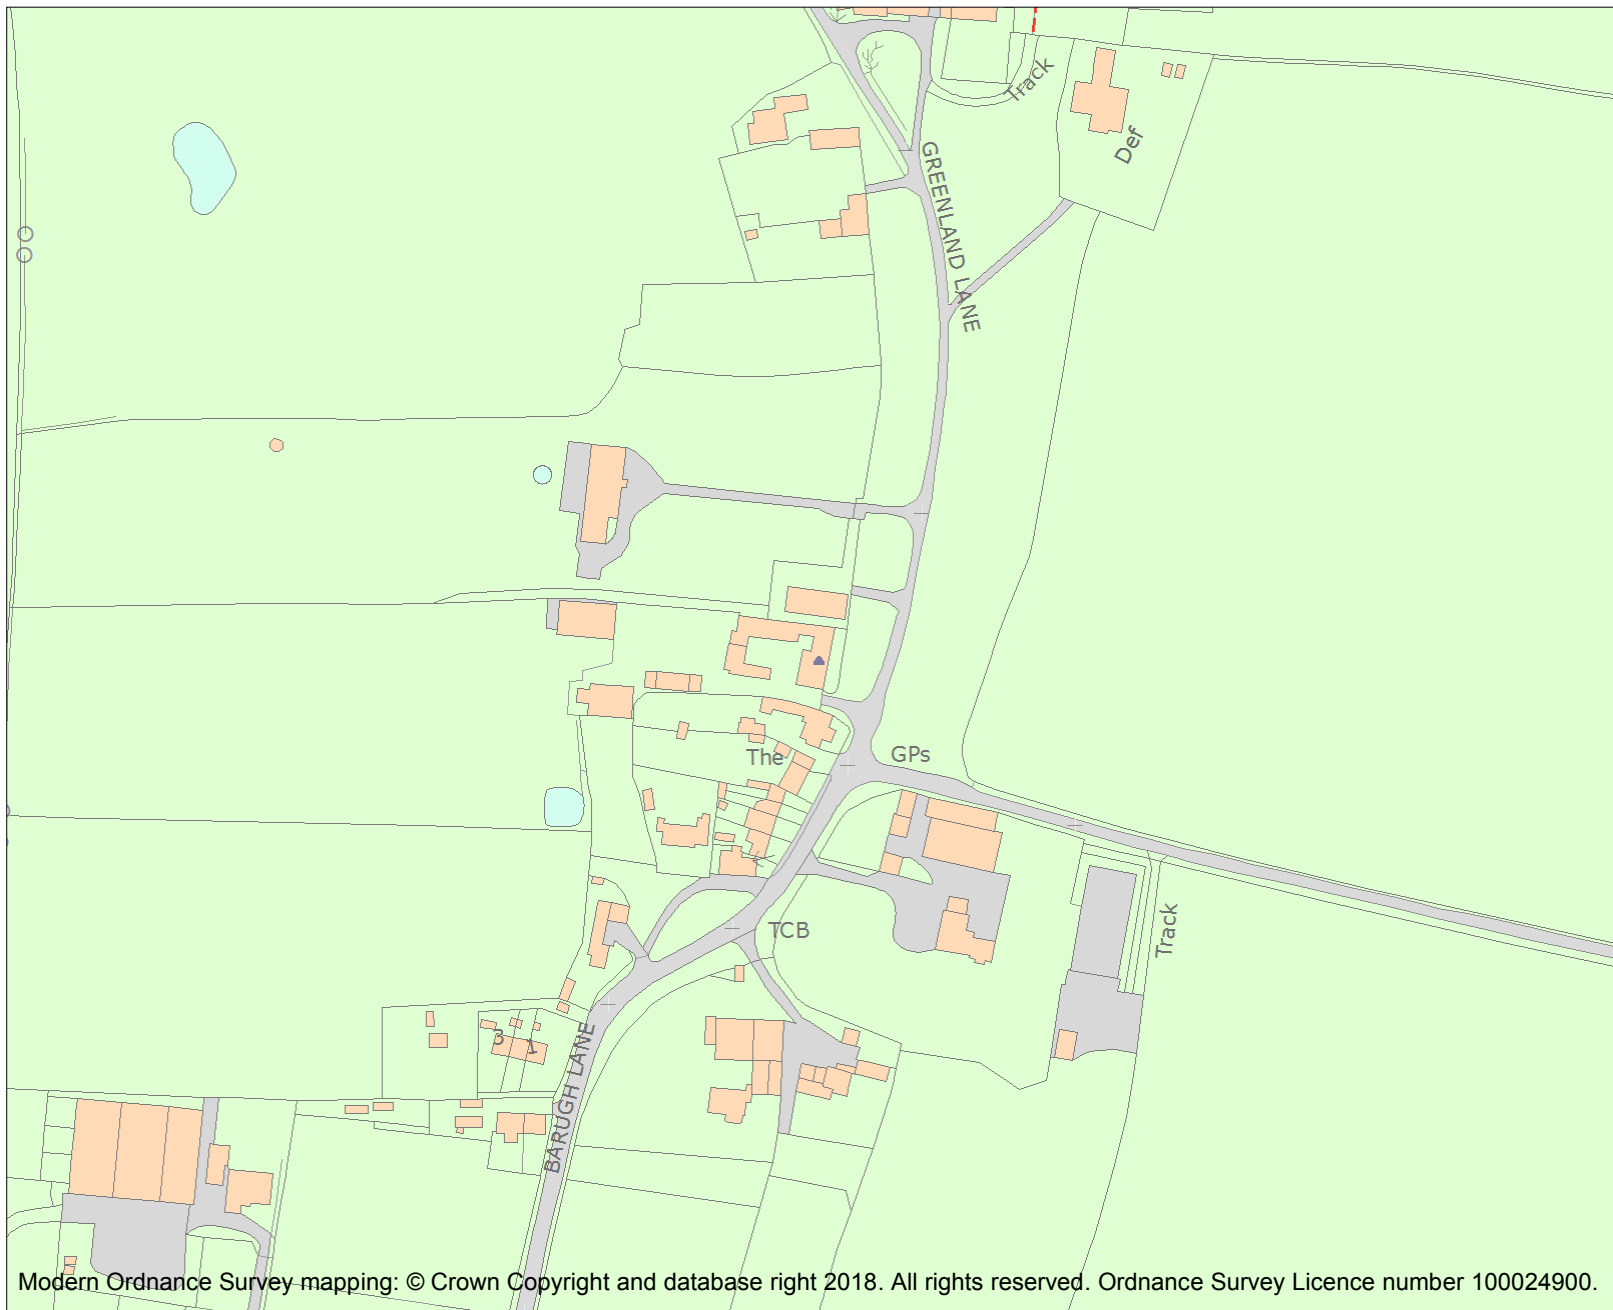 Track
Def
GREENLAND LANE
The
GPs
TCB
Track
3
1
BARUGH LANE
Modern Ordnance Survey mapping: © Crown Copyright and database right 2018. All rights reserved. Ordnance Survey Licence number 100024900.